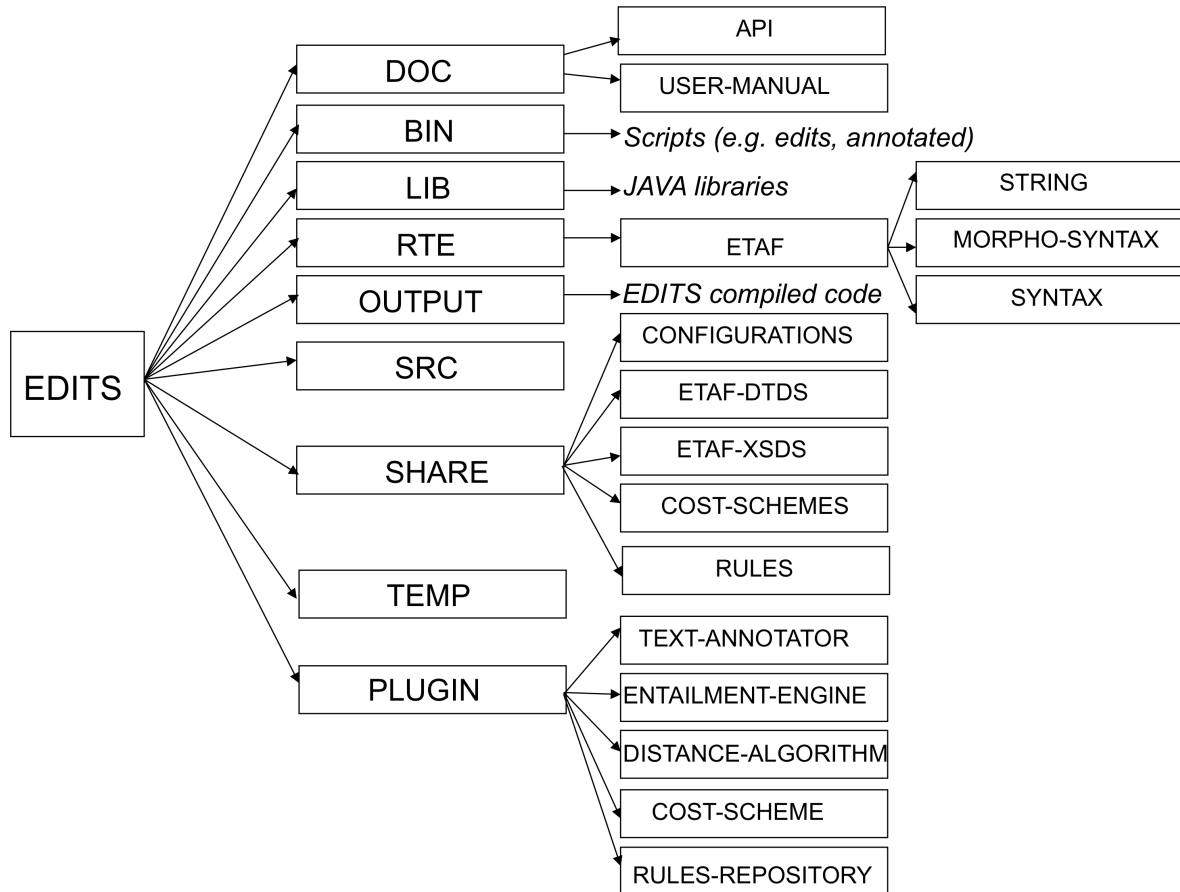 API
DOC
USER-MANUAL
BIN
Scripts (e.g. edits, annotated)
LIB
JAVA libraries
STRING
RTE
ETAF
MORPHO-SYNTAX
OUTPUT
EDITS compiled code
SYNTAX
CONFIGURATIONS
EDITS
SRC
ETAF-DTDS
ETAF-XSDS
SHARE
COST-SCHEMES
RULES
TEMP
TEXT-ANNOTATOR
PLUGIN
ENTAILMENT-ENGINE
DISTANCE-ALGORITHM
COST-SCHEME
RULES-REPOSITORY